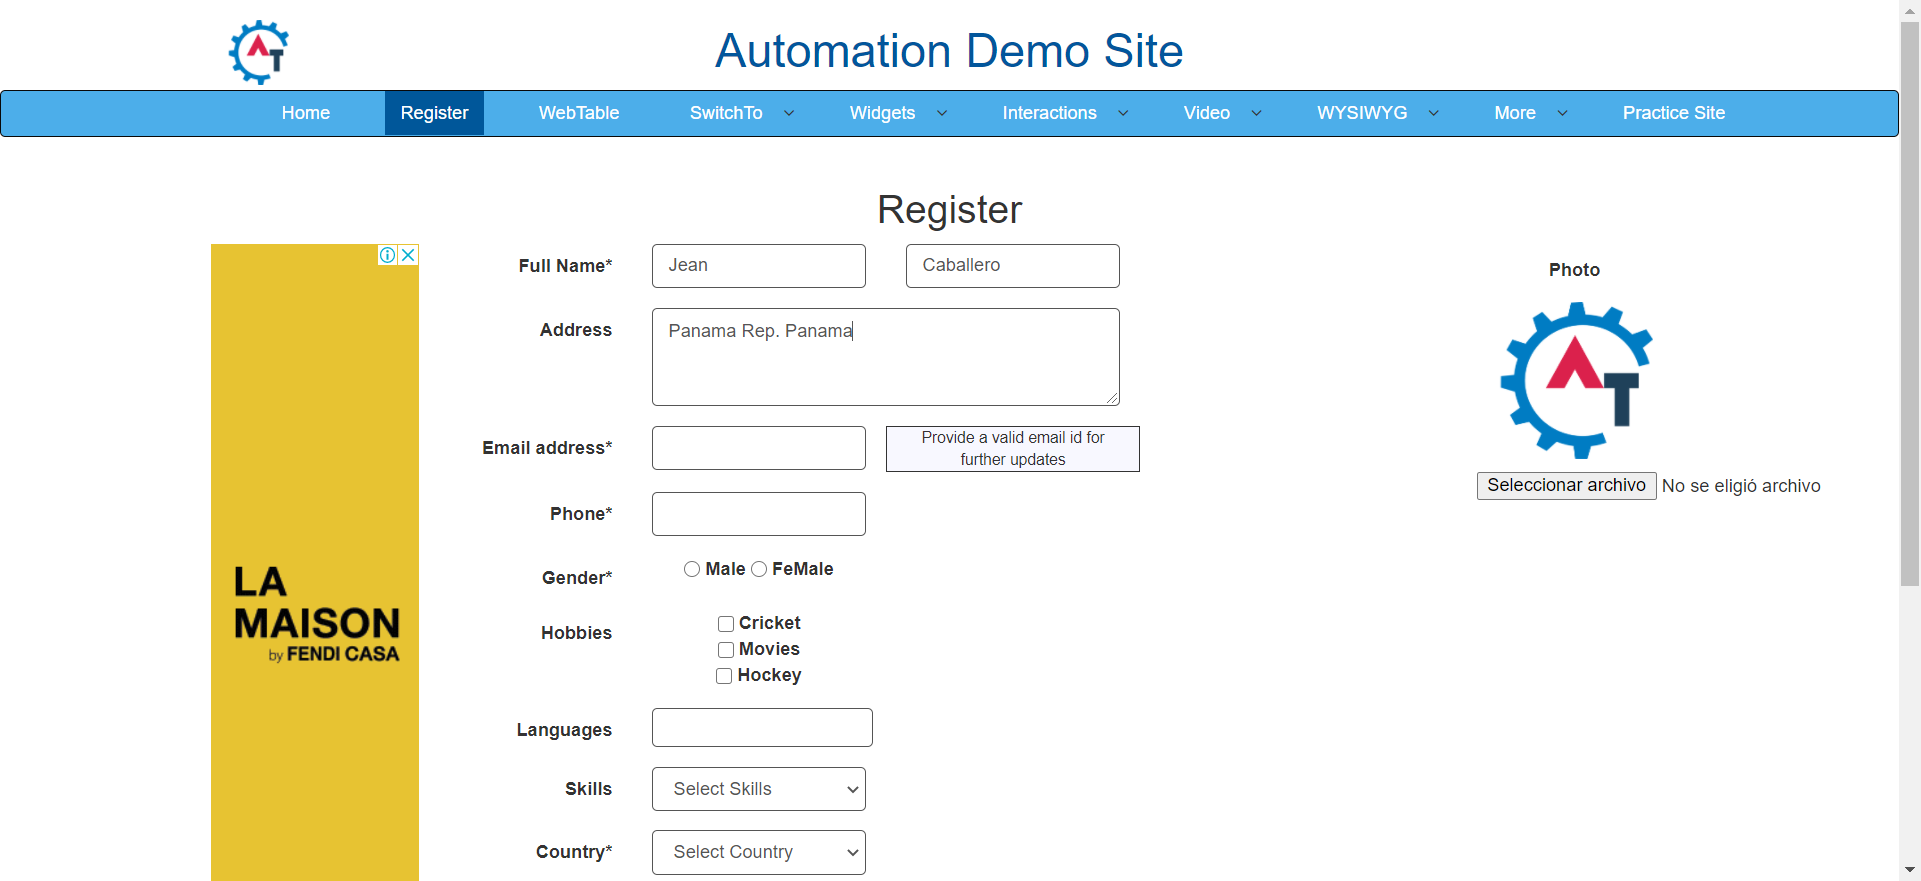 Automation Demo Site
Home Register WebTable SwitchTo Widgets Interactions Video WYSIWYG More Practice Site
Register
Full Name* Jean Caballero
Photo
Address Panama Rep. Panama
Email address* Provide a valid email id for
further updates
Seleccionar archivo No se eligió archivo
Phone*
Gender* Male FeMale
Hobbies Cricket
Movies
Hockey
Languages
Skills Select Skills
Country* Select Country
LA
MAISON
by FENDI CASA
AT
AT